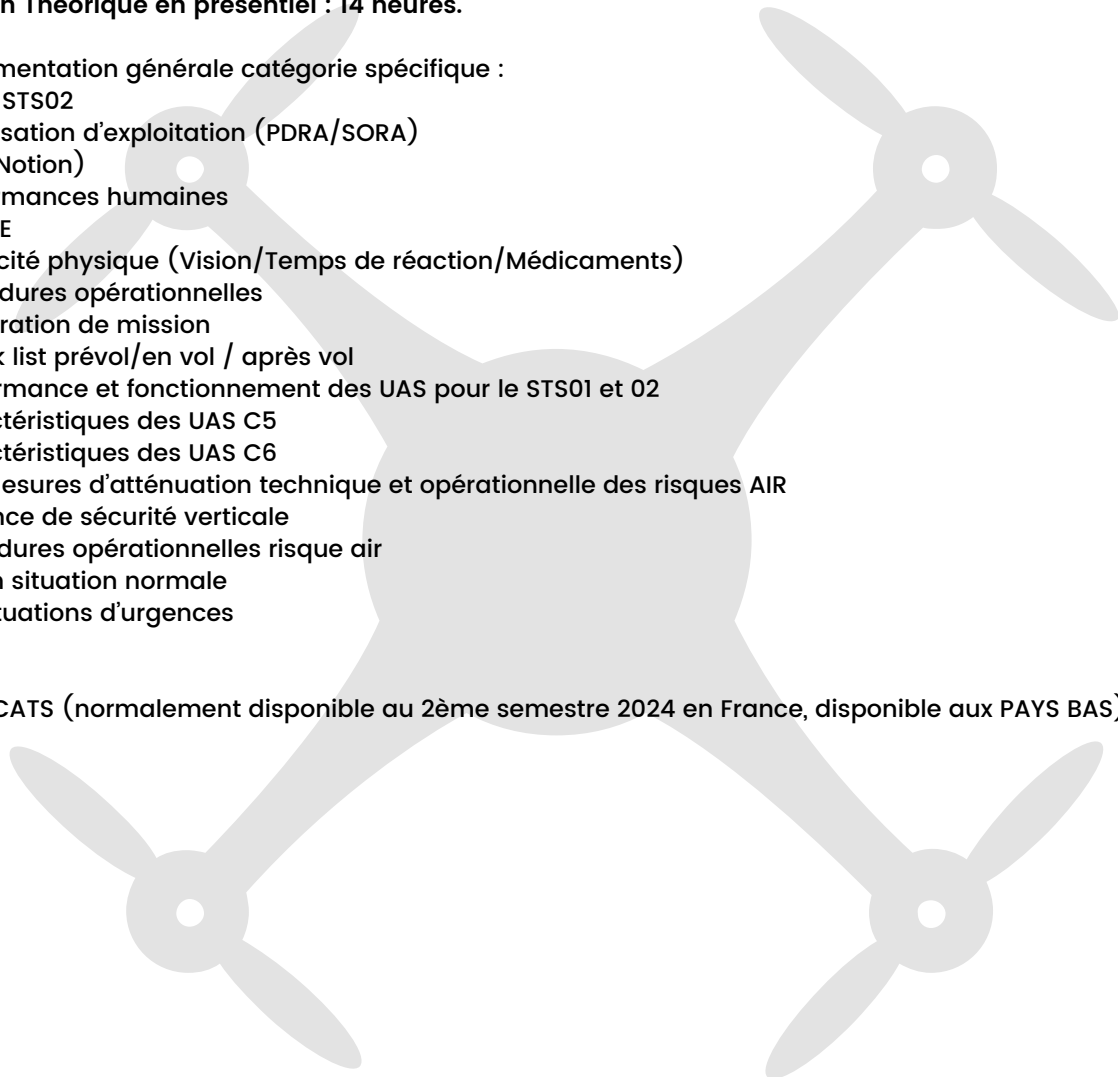 n Théorique en présentiel : 14 heures.
mentation générale catégorie spécifique :
STS02
sation d'exploitation (PDRA/SORA)
Notion)
mances humaines
E
cité physique (Vision/Temps de réaction/Médicaments)
dures opérationnelles
ration de mission
k list prévol/en vol / après vol
rmance et fonctionnement des UAS pour le STS01 et 02
ctéristiques des UAS C5
ctéristiques des UAS C6
esures d'atténuation technique et opérationnelle des risques AIR
nce de sécurité verticale
dures opérationnelles risque air
n situation normale
tuations d'urgences
CATS (normalement disponible au 2ème semestre 2024 en France, disponible aux PAYS BAS)